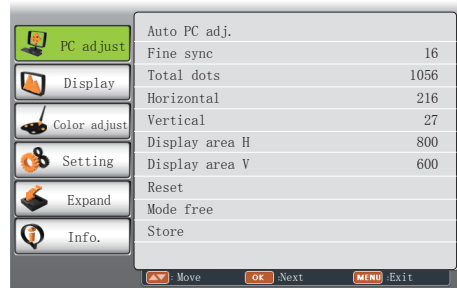 PC adjust
Display
Color adjust
Setting
Expand
Info.
Auto PC adj.
Fine sync 16
Total dots 1056
Horizontal 216
Vertical 27
Display area H 800
Display area V 600
Reset
Mode free
Store
: Move OK :Next MENU :Exit